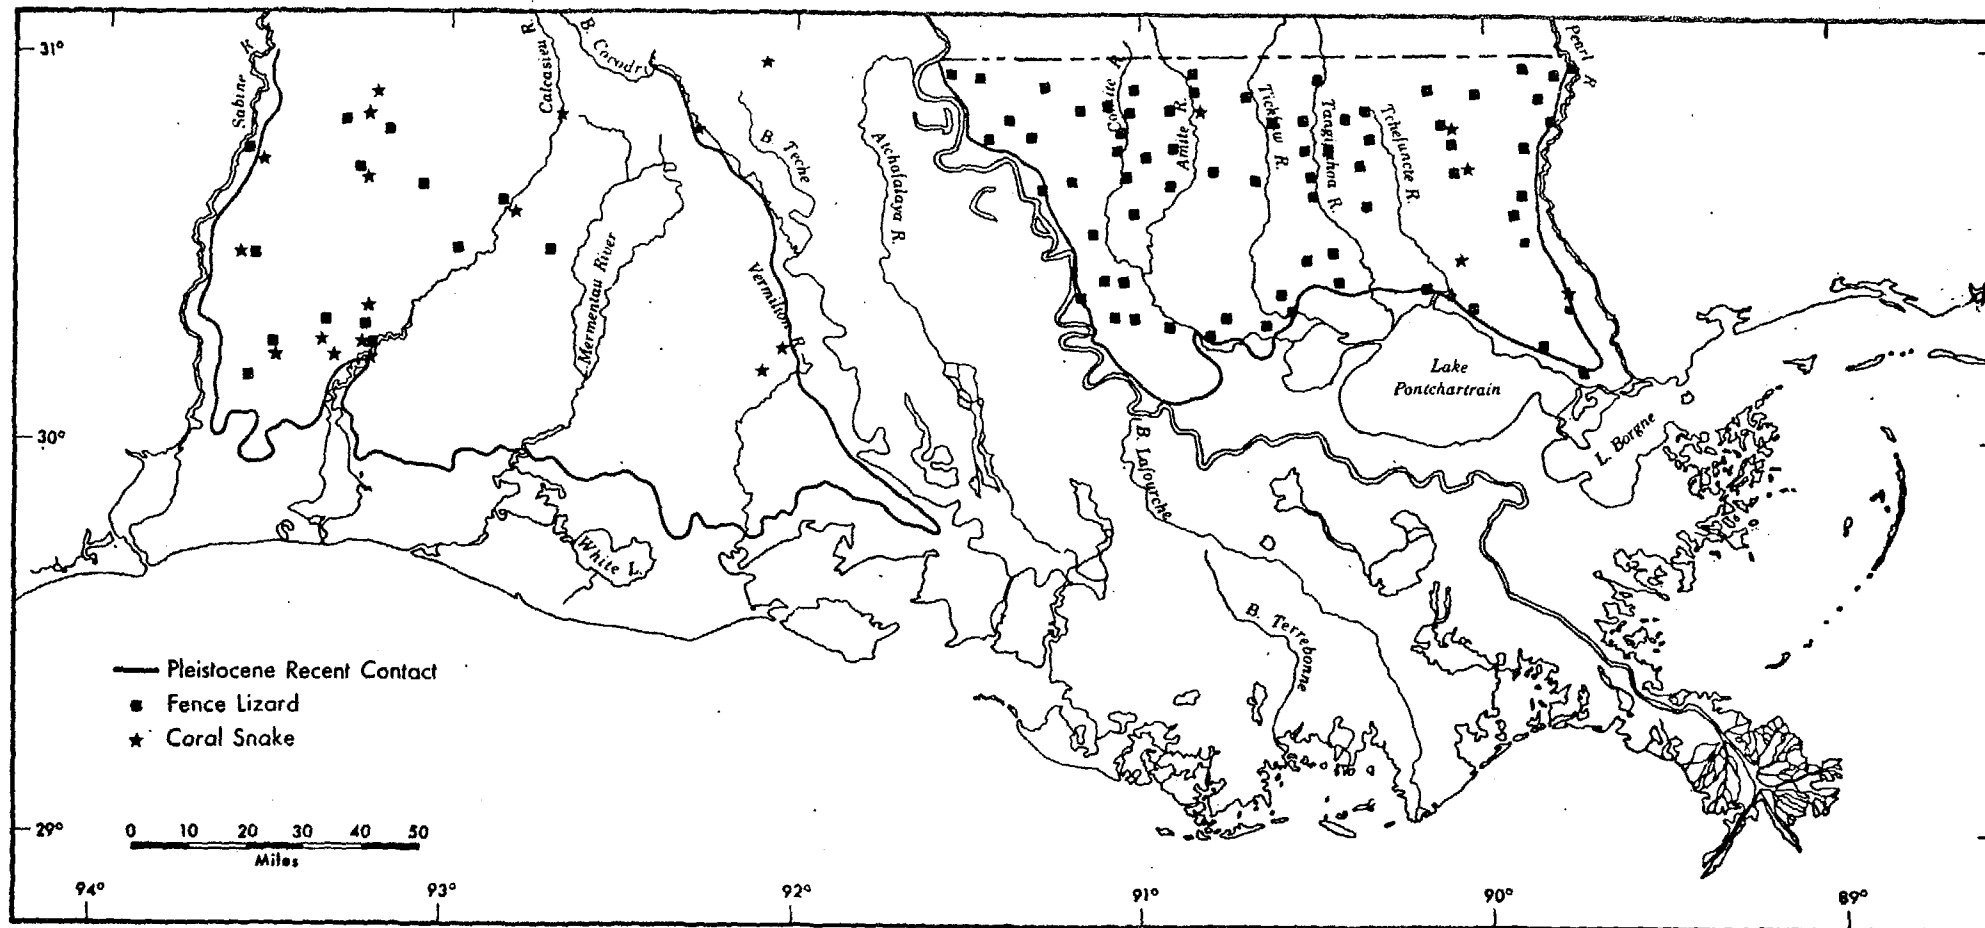 31°
30°
29°
94°
93°
92°
91°
90°
89°
Sabine R.
Calcasieu R.
B. Cocodry
B. Teche
Atchafalaya R.
Mermentau River
Vermilion R.
White L.
Comite R.
Amite R.
Tickfaw R.
Tangipahoa R.
Tchefuncte R.
Pearl R.
Lake
Pontchartrain
L. Borgne
B. Lafourche
B. Terrebonne
Pleistocene Recent Contact
Fence Lizard
Coral Snake
0 10 20 30 40 50
Miles